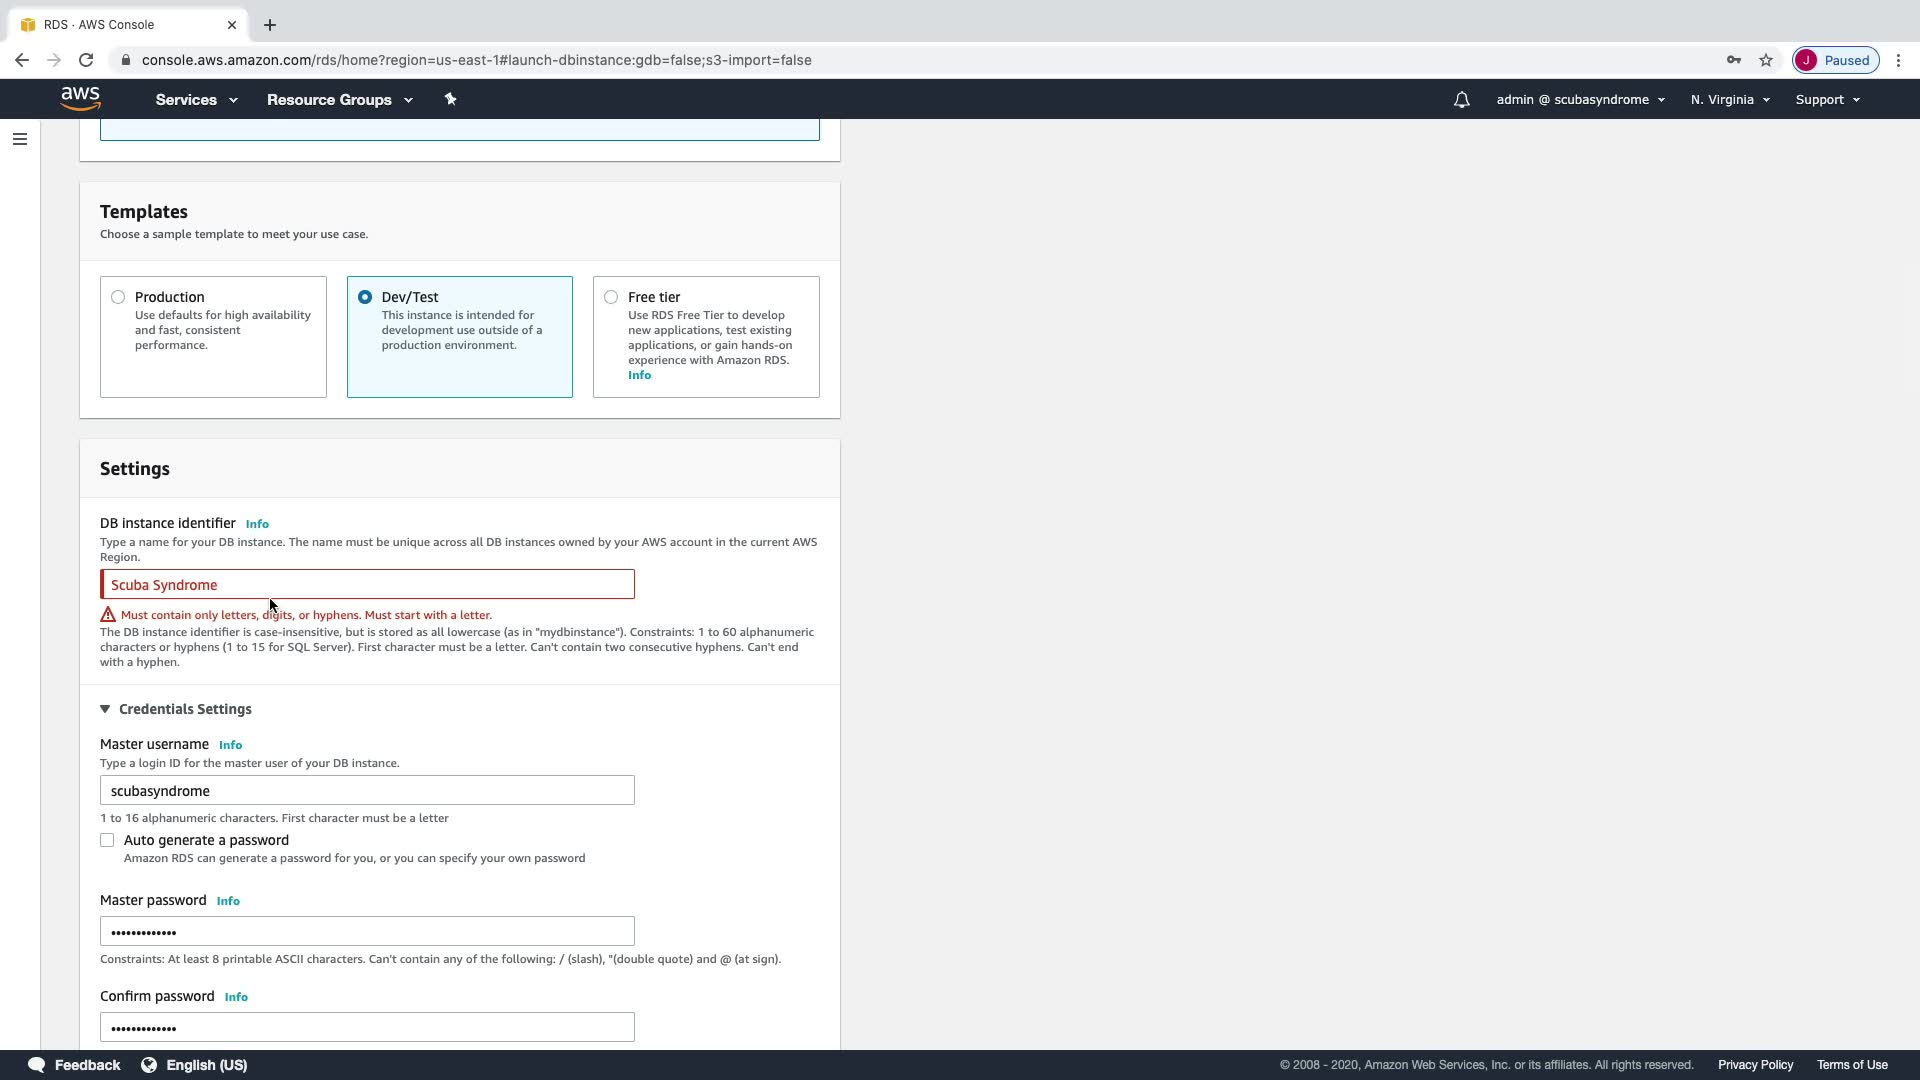 RDS · AWS Console
console.aws.amazon.com/rds/home?region=us-east-1#launch-dbinstance:gdb=false;s3-import=false
J Paused
aws Services Resource Groups admin @ scubasyndrome N. Virginia Support
Templates
Choose a sample template to meet your use case.
Production
Use defaults for high availability
and fast, consistent
performance.
Dev/Test
This instance is intended for
development use outside of a
production environment.
Free tier
Use RDS Free Tier to develop
new applications, test existing
applications, or gain hands-on
experience with Amazon RDS.
Info
Settings
DB instance identifier Info
Type a name for your DB instance. The name must be unique across all DB instances owned by your AWS account in the current AWS
Region.
Scuba Syndrome
Must contain only letters, digits, or hyphens. Must start with a letter.
The DB instance identifier is case-insensitive, but is stored as all lowercase (as in "mydbinstance"). Constraints: 1 to 60 alphanumeric
characters or hyphens (1 to 15 for SQL Server). First character must be a letter. Can't contain two consecutive hyphens. Can't end
with a hyphen.
Credentials Settings
Master username Info
Type a login ID for the master user of your DB instance.
scubasyndrome
1 to 16 alphanumeric characters. First character must be a letter
Auto generate a password
Amazon RDS can generate a password for you, or you can specify your own password
Master password Info
•••••••••••••
Constraints: At least 8 printable ASCII characters. Can't contain any of the following: / (slash), "(double quote) and @ (at sign).
Confirm password Info
•••••••••••••
Feedback English (US) © 2008 - 2020, Amazon Web Services, Inc. or its affiliates. All rights reserved. Privacy Policy Terms of Use